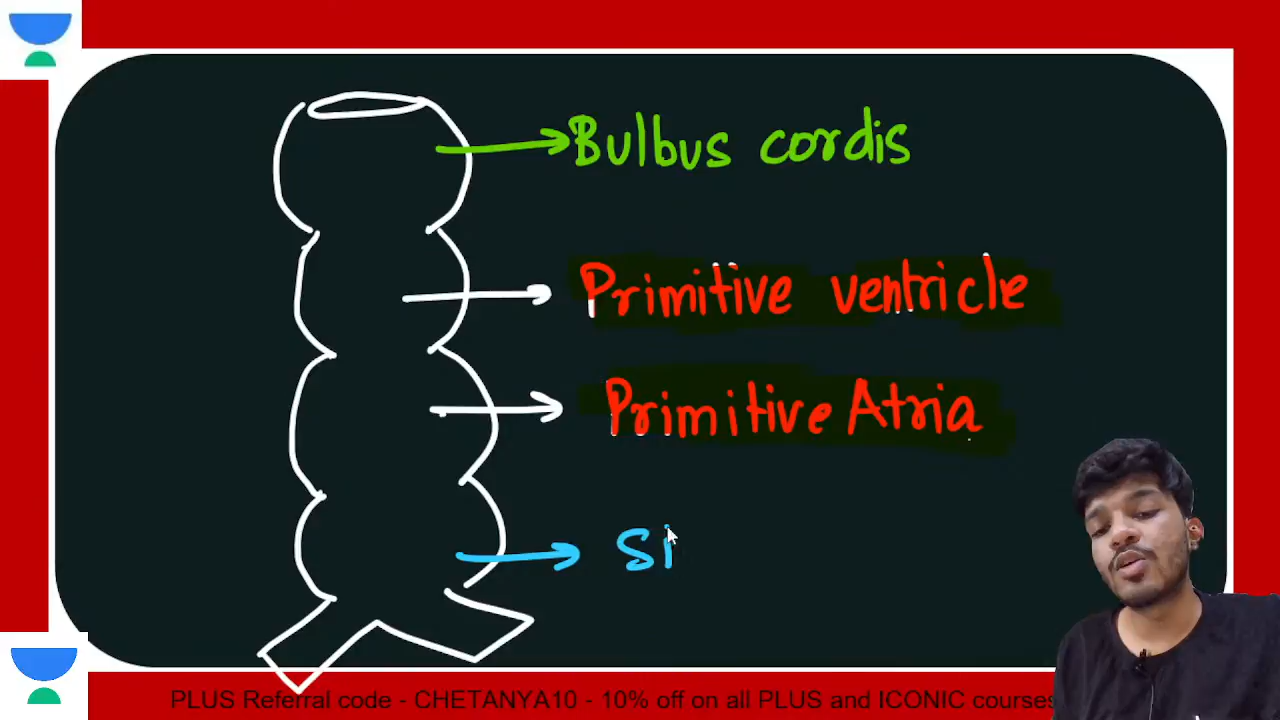 Bulbus cordis
Primitive ventricle
Primitive Atria
Si
PLUS Referral code - CHETANYA10 - 10% off on all PLUS and ICONIC courses